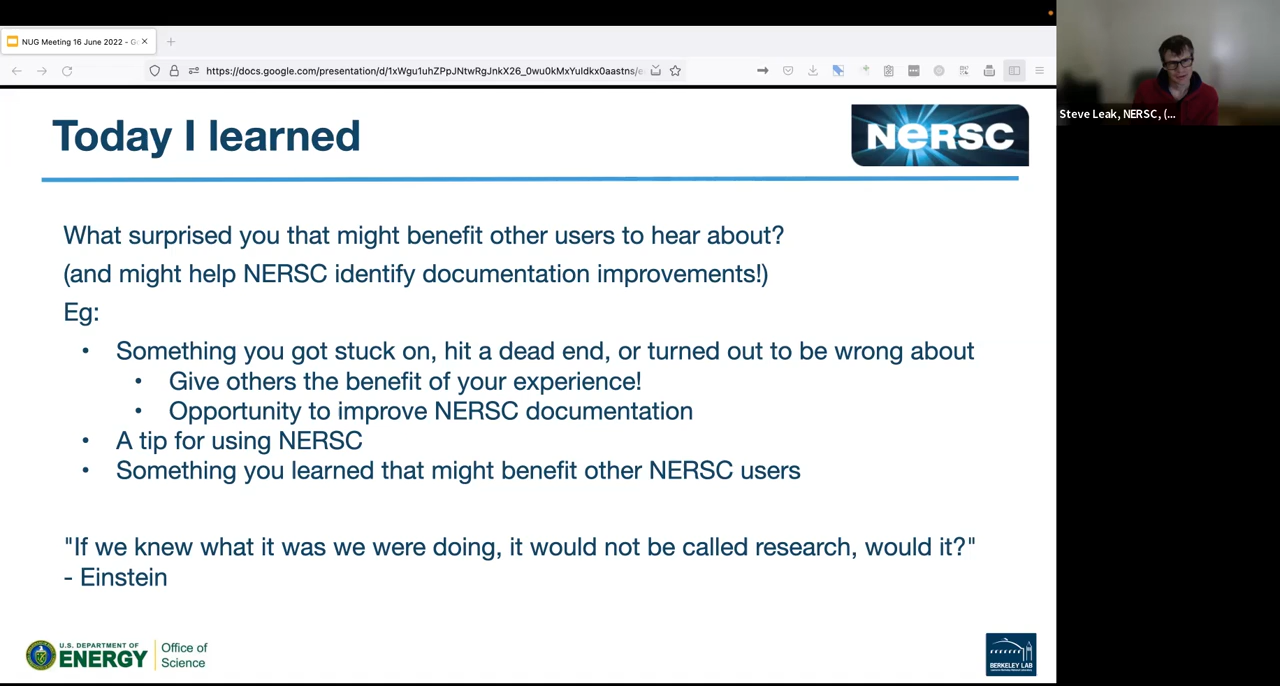 NUG Meeting 16 June 2022 - G
https://docs.google.com/presentation/d/1xWgu1uhZPpJNtwRgJnkX26_0wu0kMxYuIdkx0aastns/e
Steve Leak, NERSC, (...
Today I learned
NERSC
What surprised you that might benefit other users to hear about?
(and might help NERSC identify documentation improvements!)
Eg:
• Something you got stuck on, hit a dead end, or turned out to be wrong about
• Give others the benefit of your experience!
• Opportunity to improve NERSC documentation
• A tip for using NERSC
• Something you learned that might benefit other NERSC users
"If we knew what it was we were doing, it would not be called research, would it?"
- Einstein
U.S. DEPARTMENT OF
ENERGY
Office of
Science
BERKELEY LAB